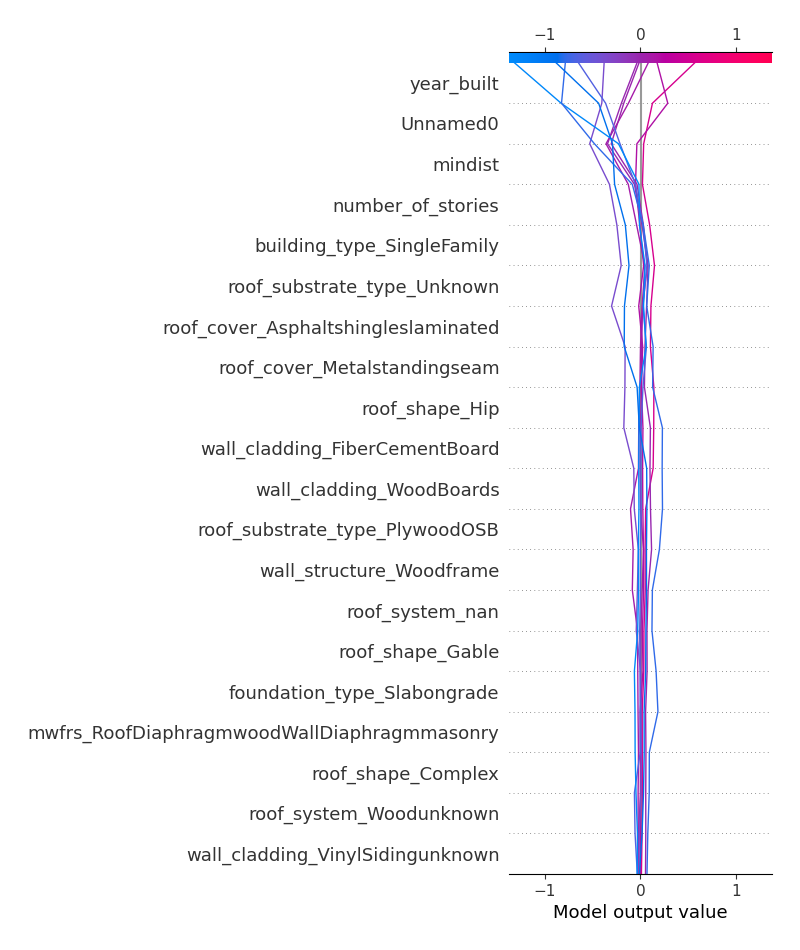 −1 0 1
year_built
Unnamed0
mindist
number_of_stories
building_type_SingleFamily
roof_substrate_type_Unknown
roof_cover_Asphaltshingleslaminated
roof_cover_Metalstandingseam
roof_shape_Hip
wall_cladding_FiberCementBoard
wall_cladding_WoodBoards
roof_substrate_type_PlywoodOSB
wall_structure_Woodframe
roof_system_nan
roof_shape_Gable
foundation_type_Slabongrade
mwfrs_RoofDiaphragmwoodWallDiaphragmmasonry
roof_shape_Complex
roof_system_Woodunknown
wall_cladding_VinylSidingunknown
−1 0 1
Model output value